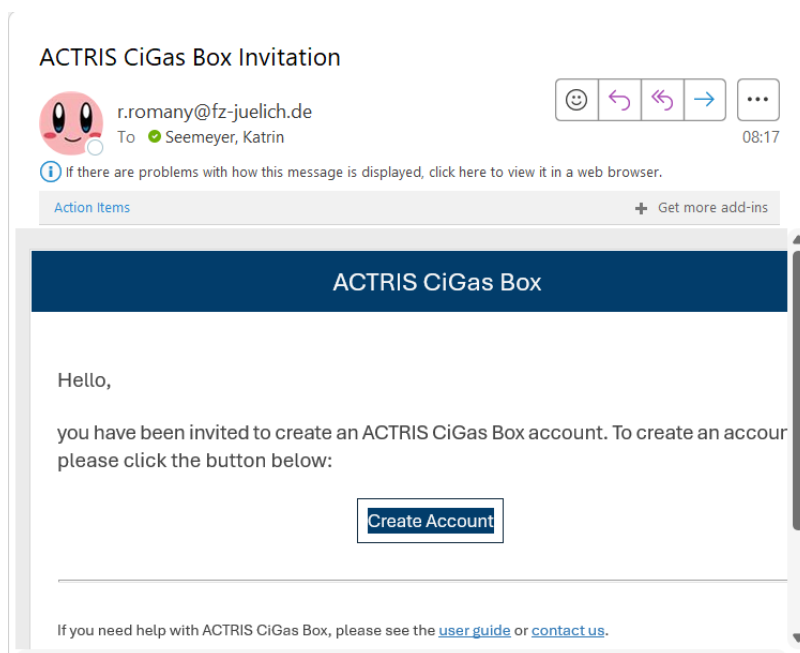 ACTRIS CiGas Box Invitation
r.romany@fz-juelich.de
To Seemeyer, Katrin
08:17
If there are problems with how this message is displayed, click here to view it in a web browser.
Action Items
Get more add-ins
ACTRIS CiGas Box
Hello,
you have been invited to create an ACTRIS CiGas Box account. To create an accour
please click the button below:
Create Account
If you need help with ACTRIS CiGas Box, please see the user guide or contact us.